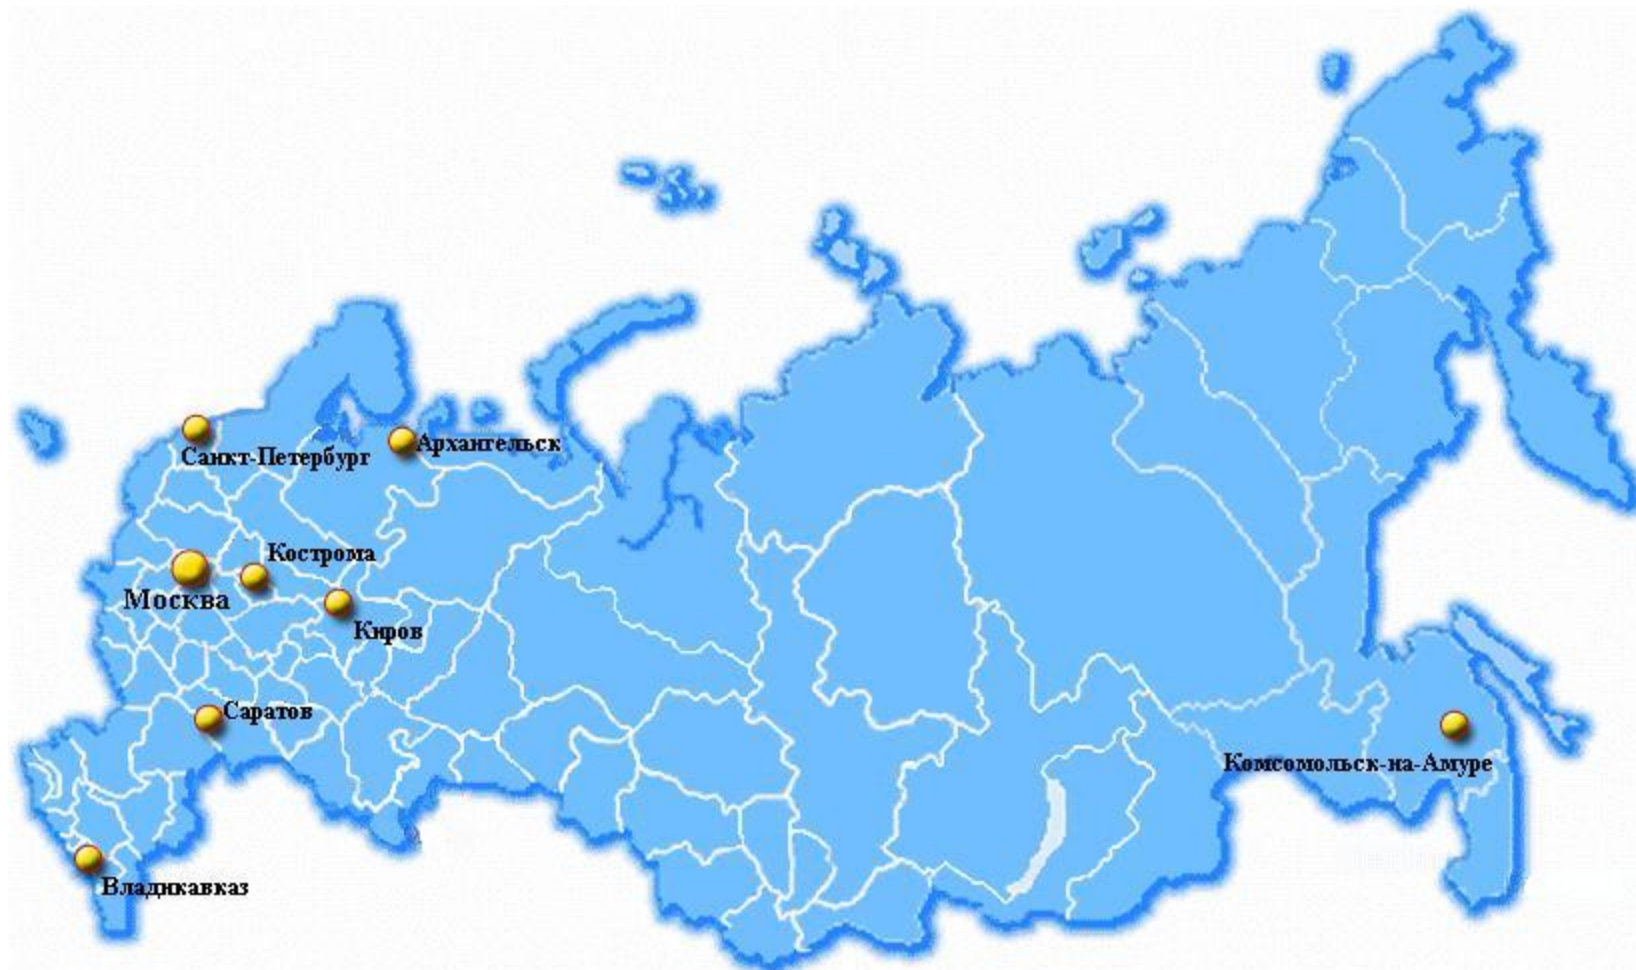 Санкт-Петербург
Архангельск
Кострома
Москва
Киров
Саратов
Комсомольск-на-Амуре
Владикавказ